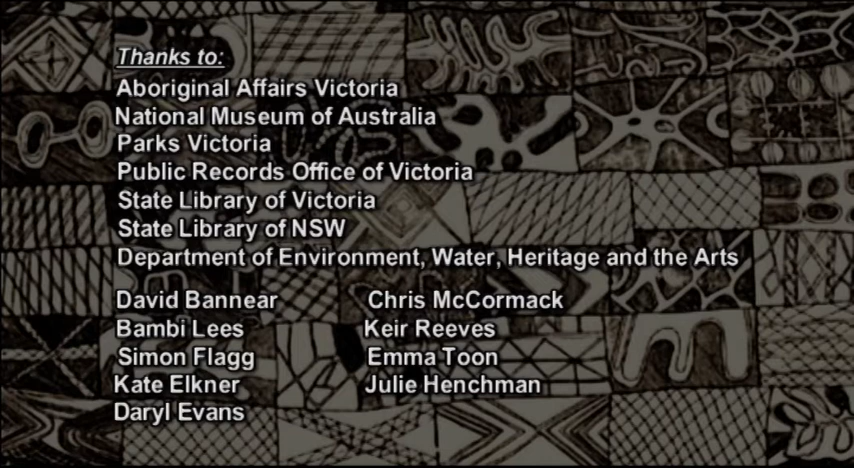 Thanks to:
Aboriginal Affairs Victoria
National Museum of Australia
Parks Victoria
Public Records Office of Victoria
State Library of Victoria
State Library of NSW
Department of Environment, Water, Heritage and the Arts
David Bannear
Bambi Lees
Simon Flagg
Kate Elkner
Daryl Evans
Chris McCormack
Keir Reeves
Emma Toon
Julie Henchman